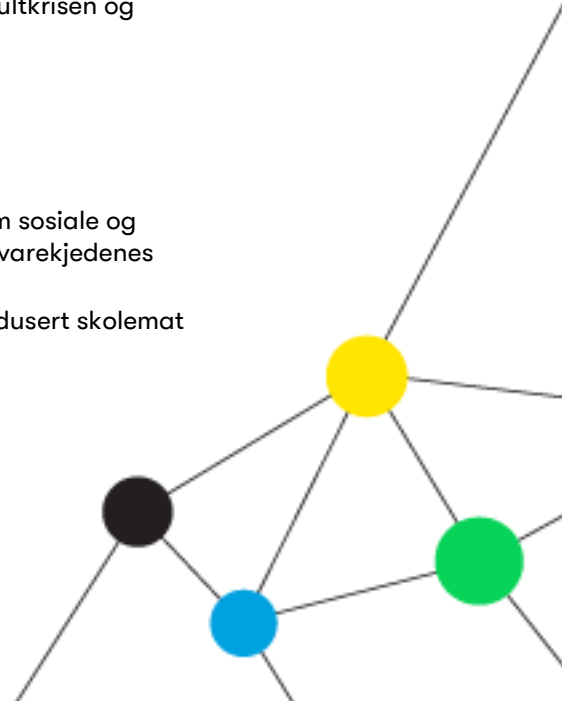 ultkrisen og
m sosiale og
varekjedenes
dusert skolemat